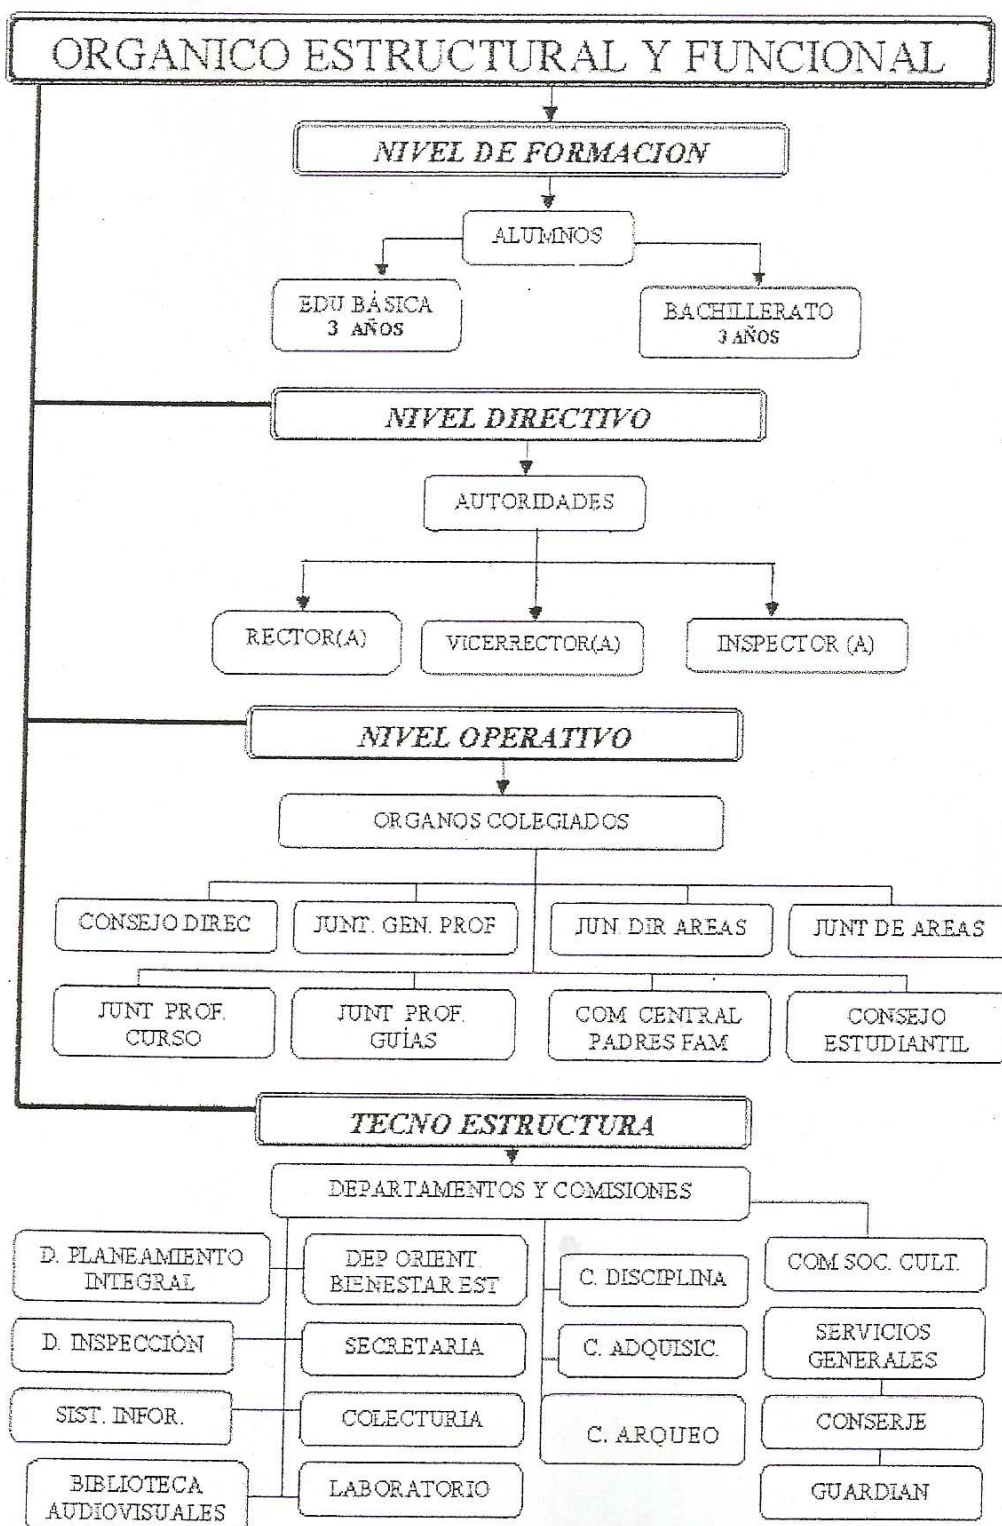 ORGANICO ESTRUCTURAL Y FUNCIONAL
NIVEL DE FORMACION
ALUMNOS
EDU BÁSICA
3 AÑOS
BACHILLERATO
3 AÑOS
NIVEL DIRECTIVO
AUTORIDADES
RECTOR(A)
VICERRECTOR(A)
INSPECTOR (A)
NIVEL OPERATIVO
ORGANOS COLEGIADOS
CONSEJO DIREC
JUNT. GEN. PROF
JUN. DIR AREAS
JUNT DE AREAS
JUNT PROF.
CURSO
JUNT PROF.
GUÍAS
COM CENTRAL
PADRES FAM
CONSEJO
ESTUDIANTIL
TECNO ESTRUCTURA
DEPARTAMENTOS Y COMISIONES
D. PLANEAMIENTO
INTEGRAL
DEP ORIENT.
BIENESTAR EST
C. DISCIPLINA
COM SOC. CULT.
D. INSPECCIÓN
SECRETARIA
C. ADQUISIC.
SERVICIOS
GENERALES
SIST. INFOR.
COLECTURIA
C. ARQUEO
CONSERJE
BIBLIOTECA
AUDIOVISUALES
LABORATORIO
GUARDIAN